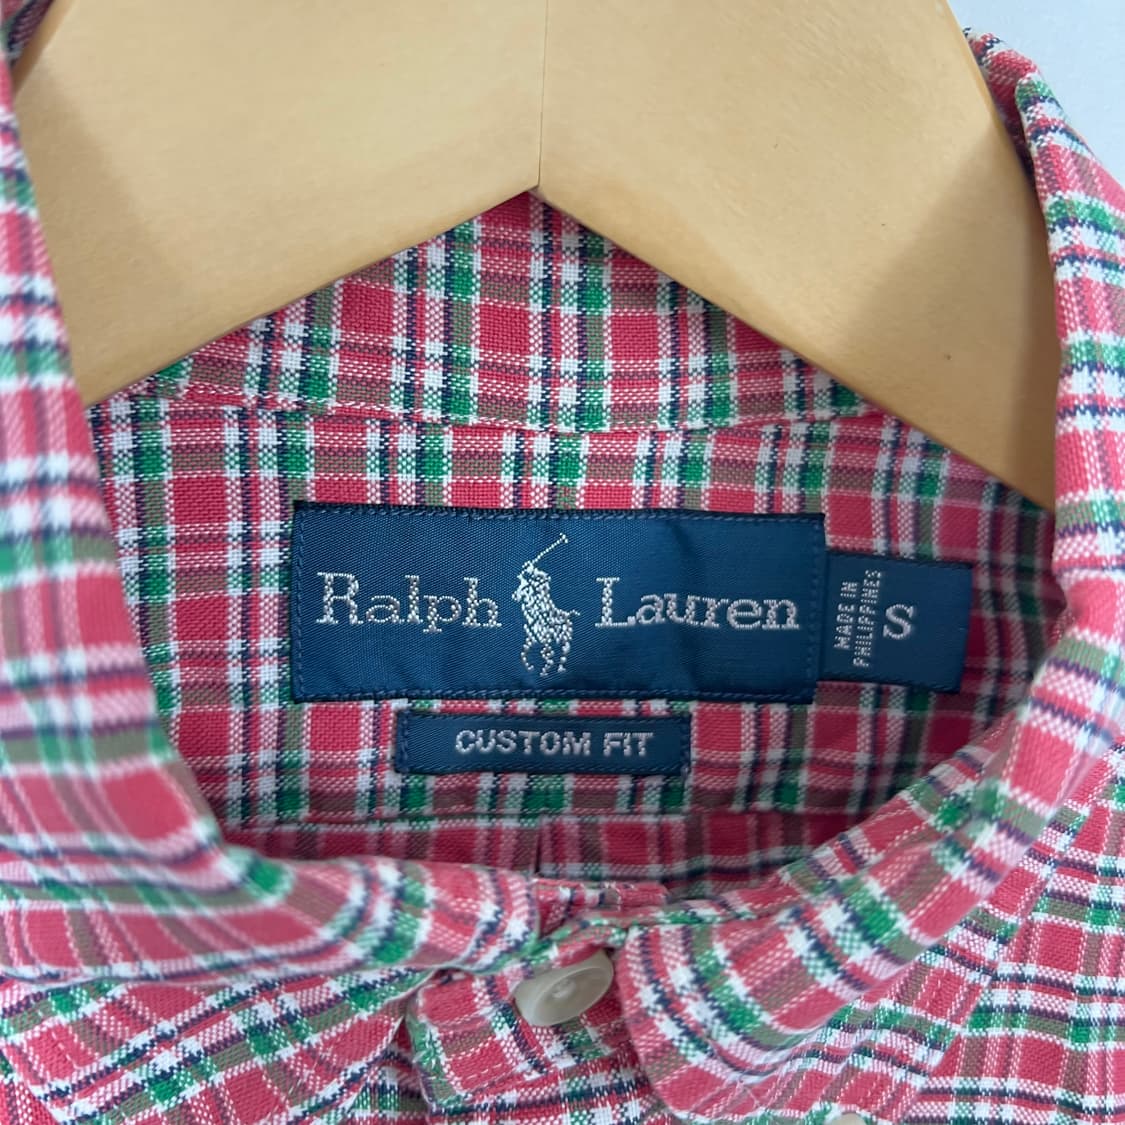 Ralph Lauren
MADE IN
PHILIPPINES
S
CUSTOM FIT